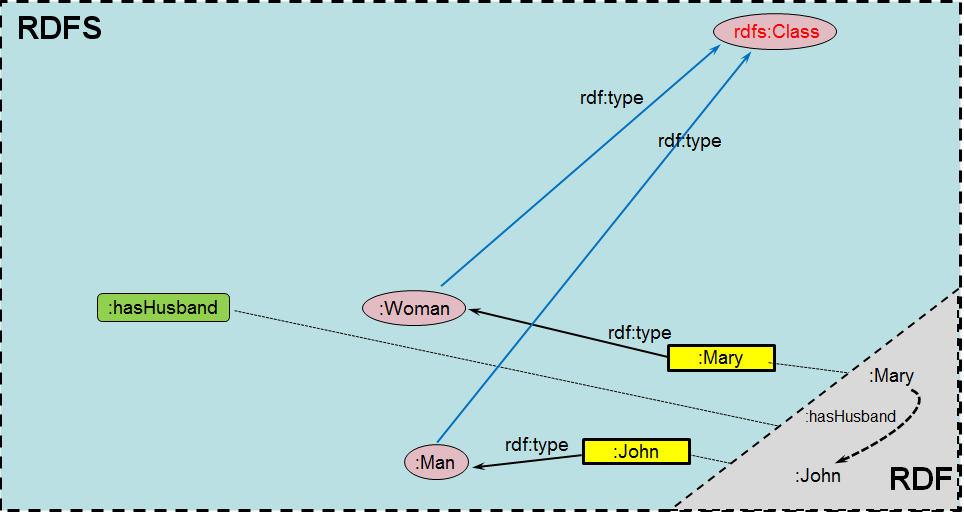 RDFS
rdfs:Class
rdf:type
rdf:type
:hasHusband
:Woman
rdf:type
:Mary
:Mary
:hasHusband
rdf:type
:John
:Man
:John
RDF